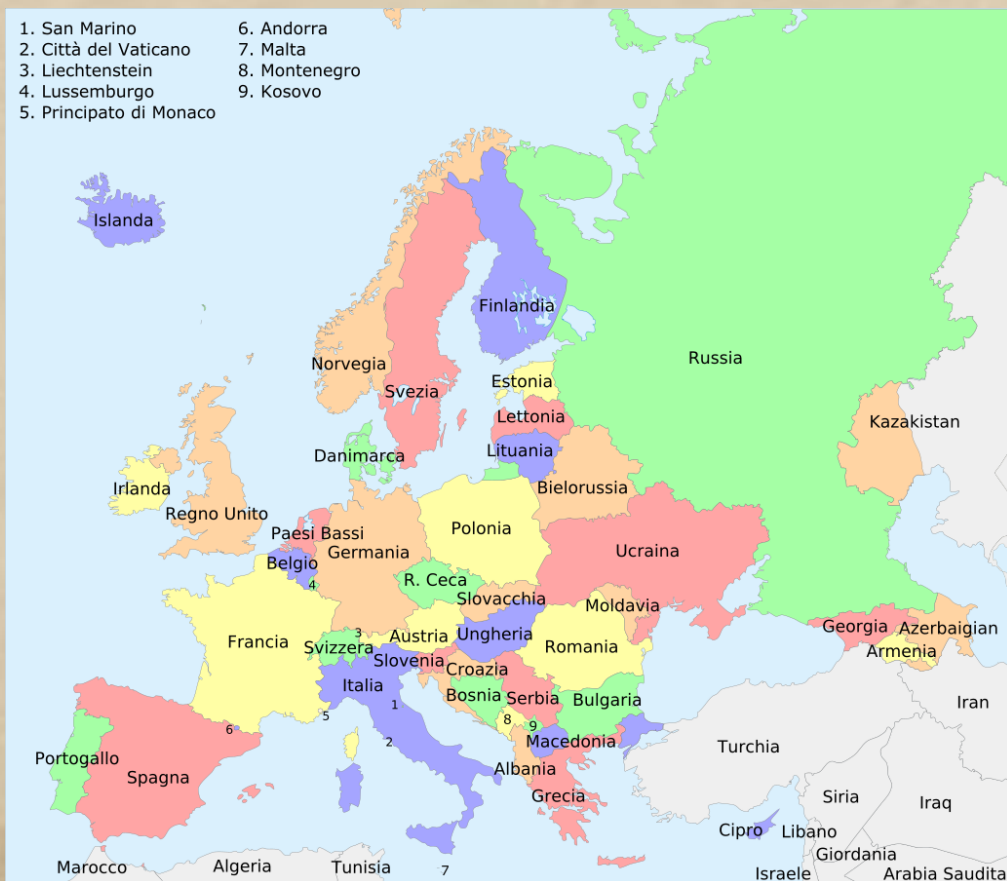 1. San Marino
2. Città del Vaticano
3. Liechtenstein
4. Lussemburgo
5. Principato di Monaco
6. Andorra
7. Malta
8. Montenegro
9. Kosovo
Islanda
Finlandia
Norvegia
Svezia
Russia
Estonia
Lettonia
Lituania
Kazakistan
Danimarca
Bielorussia
Irlanda
Regno Unito
Paesi Bassi
Polonia
Germania
Ucraina
Belgio
4
R. Ceca
Slovacchia
Moldavia
Francia
3
Svizzera
Austria
Ungheria
Romania
Georgia
Azerbaigian
Armenia
Slovenia
Croazia
Italia
Bosnia
Serbia
Bulgaria
1
5
8
9
6
2
Macedonia
Iran
Turchia
Portogallo
Spagna
Albania
Grecia
Siria
Iraq
Cipro
Libano
Giordania
Marocco
Algeria
Tunisia
7
Israele
Arabia Saudita